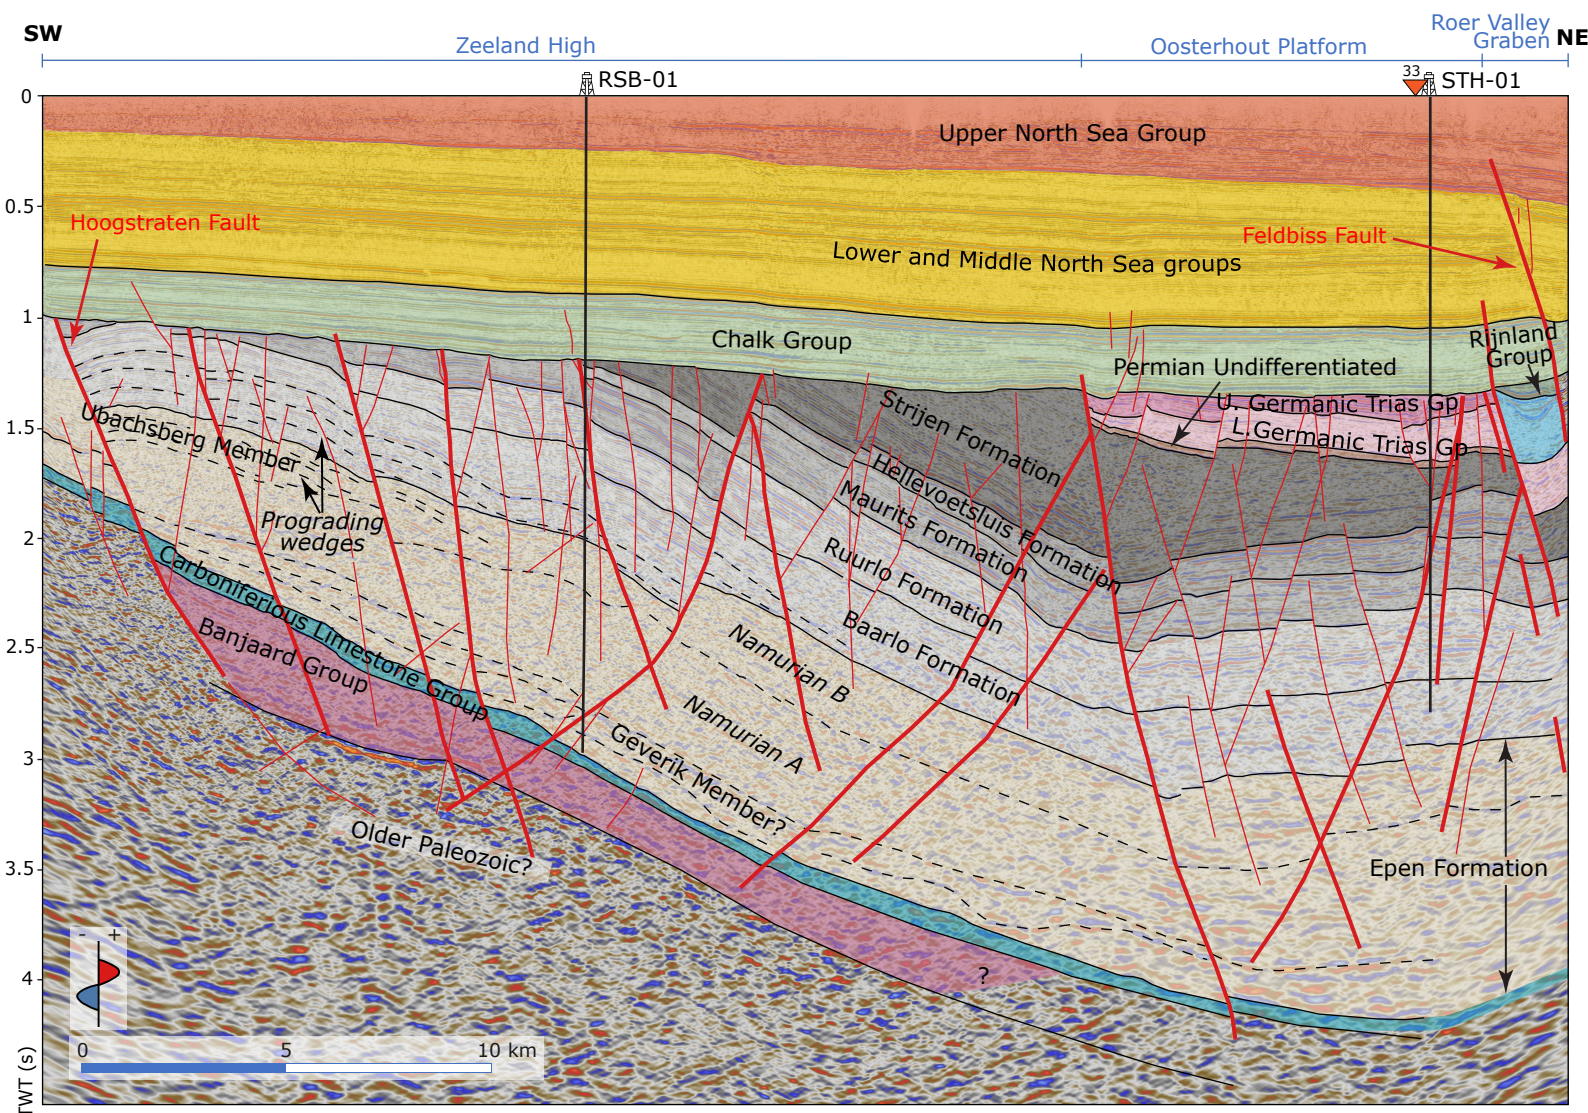 Roer Valley
SW
Zeeland High
Oosterhout Platform
Graben
NE
RSB-01
33
STH-01
0
Upper North Sea Group
0.5
Hoogstraten Fault
Feldbiss Fault
Lower and Middle North Sea groups
1
Chalk Group
Rijnland
Group
Permian Undifferentiated
U. Germanic Trias Gp
Strijen Formation
1.5
Ubachsberg Member
L.Germanic Trias Gp
Hellevoetsluis Formation
Maurits Formation
Prograding
wedges
2
Ruurlo Formation
Carboniferious Limestone Group
Baarlo Formation
Banjaard Group
2.5
Namurian B
Namurian A
Geverik Member?
3
Older Paleozoic?
3.5
Epen Formation
- +
?
4
0 5 10 km
TWT (s)